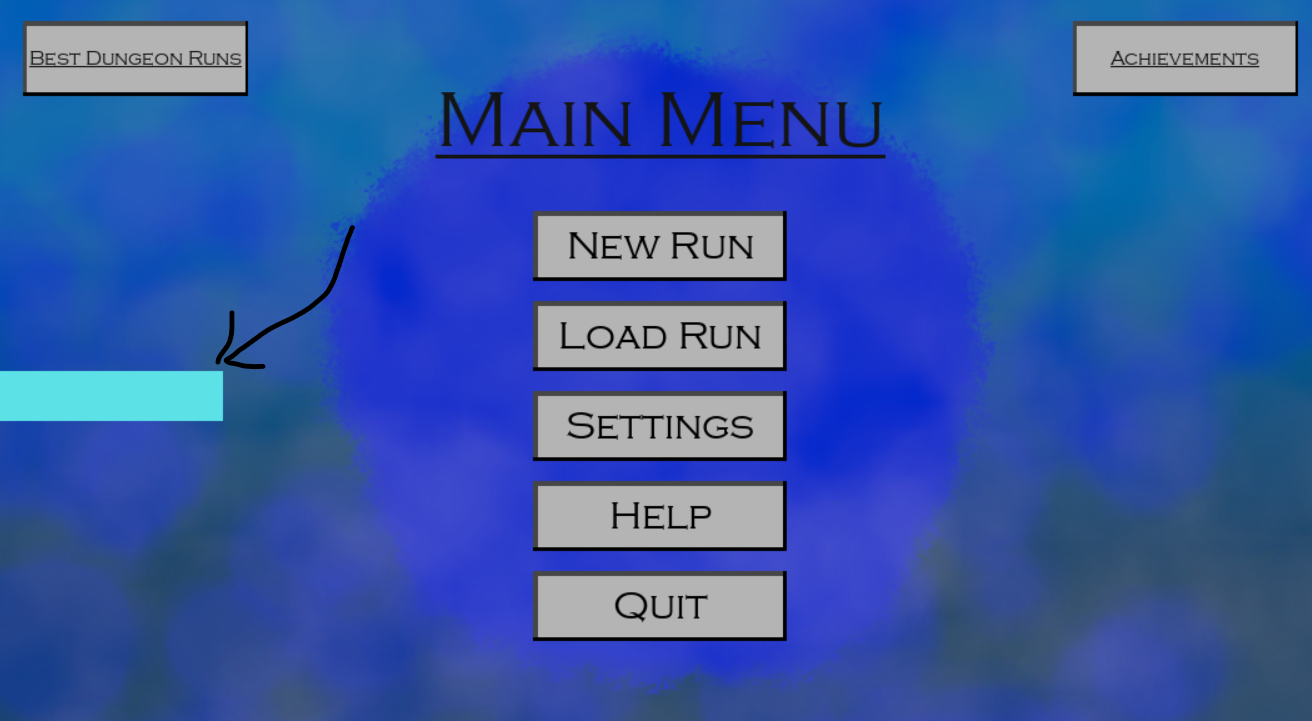 Best Dungeon Runs
Achievements
Main Menu
New Run
Load Run
Settings
Help
Quit